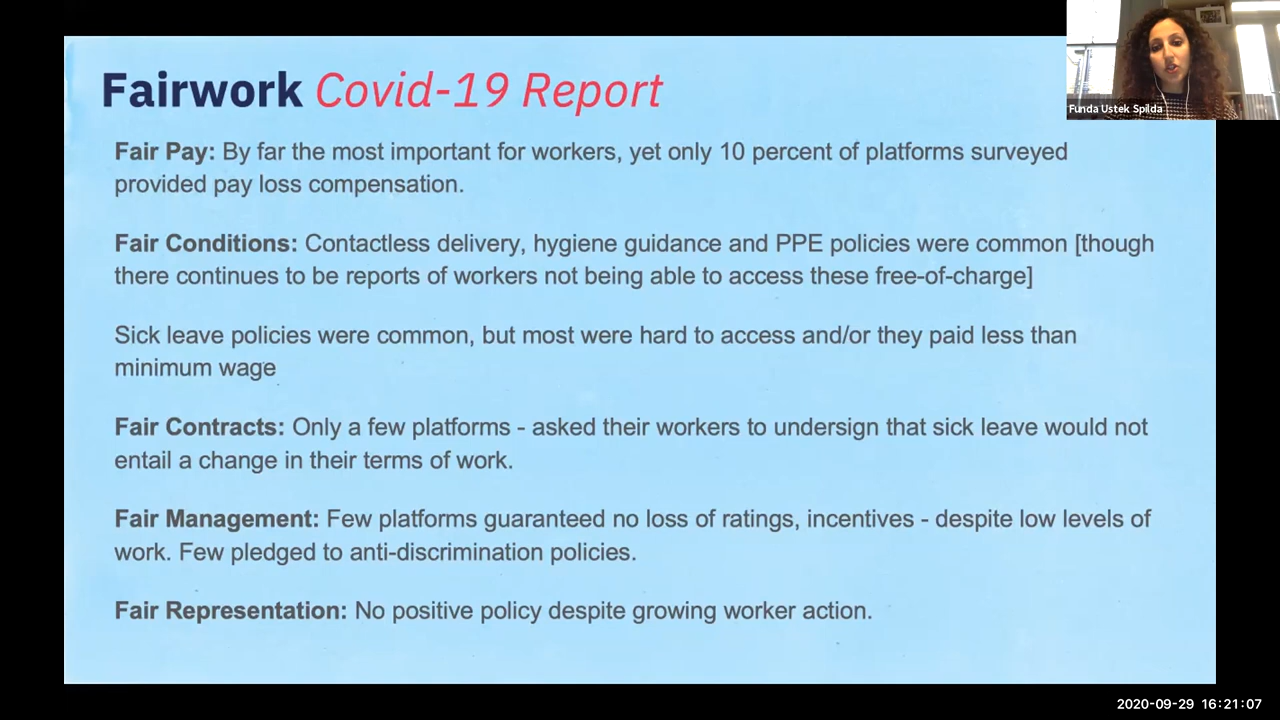 Fairwork Covid-19 Report
Funda Ustek Spilda
Fair Pay: By far the most important for workers, yet only 10 percent of platforms surveyed
provided pay loss compensation.
Fair Conditions: Contactless delivery, hygiene guidance and PPE policies were common [though
there continues to be reports of workers not being able to access these free-of-charge]
Sick leave policies were common, but most were hard to access and/or they paid less than
minimum wage
Fair Contracts: Only a few platforms - asked their workers to undersign that sick leave would not
entail a change in their terms of work.
Fair Management: Few platforms guaranteed no loss of ratings, incentives - despite low levels of
work. Few pledged to anti-discrimination policies.
Fair Representation: No positive policy despite growing worker action.
2020-09-29 16:21:07